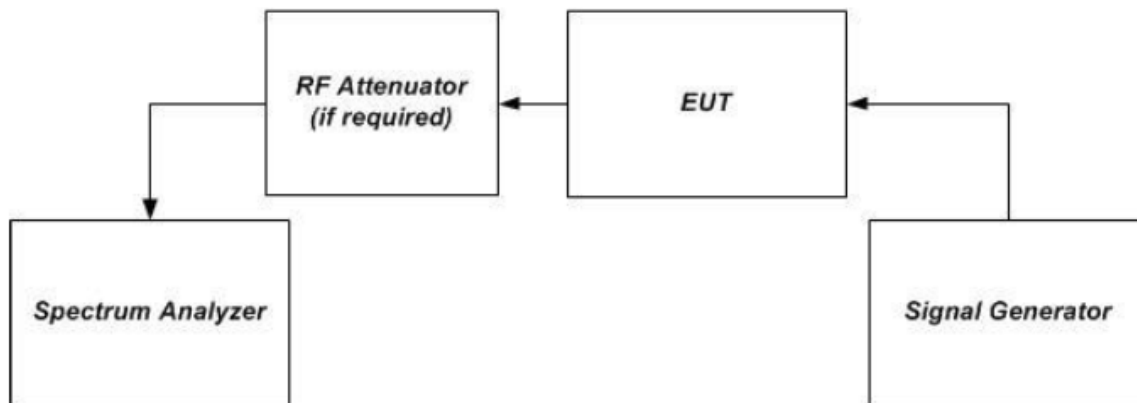 RF Attenuator
(if required)
EUT
Spectrum Analyzer
Signal Generator